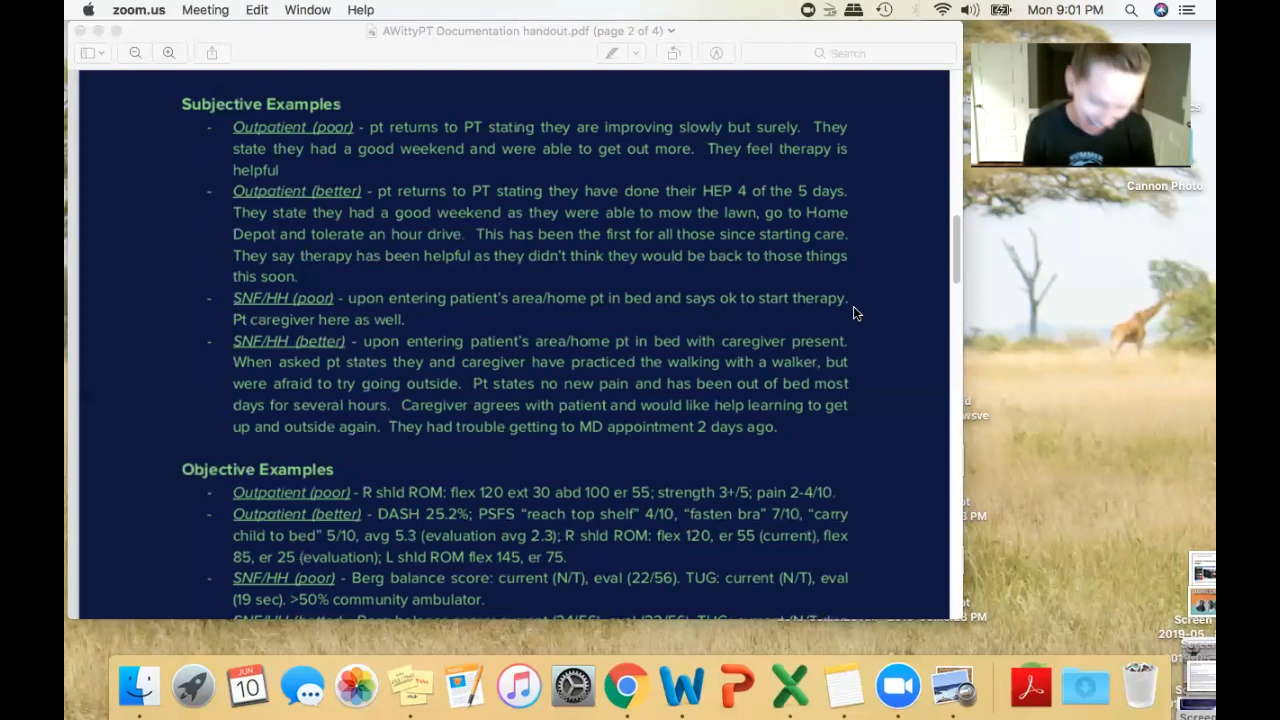 zoom.us Meeting Edit Window Help
Mon 9:01 PM
AWittyPT Documentation handout.pdf (page 2 of 4)
Search
Subjective Examples
- Outpatient (poor) - pt returns to PT stating they are improving slowly but surely. They
state they had a good weekend and were able to get out more. They feel therapy is
helpful
- Outpatient (better) - pt returns to PT stating they have done their HEP 4 of the 5 days.
They state they had a good weekend as they were able to mow the lawn, go to Home
Depot and tolerate an hour drive. This has been the first for all those since starting care.
They say therapy has been helpful as they didn't think they would be back to those things
this soon.
- SNF/HH (poor) - upon entering patient's area/home pt in bed and says ok to start therapy.
Pt caregiver here as well.
- SNF/HH (better) - upon entering patient's area/home pt in bed with caregiver present.
When asked pt states they and caregiver have practiced the walking with a walker, but
were afraid to try going outside. Pt states no new pain and has been out of bed most
days for several hours. Caregiver agrees with patient and would like help learning to get
up and outside again. They had trouble getting to MD appointment 2 days ago.
Objective Examples
- Outpatient (poor) - R shld ROM: flex 120 ext 30 abd 100 er 55; strength 3+/5; pain 2-4/10.
- Outpatient (better) - DASH 25.2%; PSFS “reach top shelf” 4/10, “fasten bra” 7/10, “carry
child to bed” 5/10, avg 5.3 (evaluation avg 2.3); R shld ROM: flex 120, er 55 (current), flex
85, er 25 (evaluation); L shld ROM flex 145, er 75.
- SNF/HH (poor) - Berg balance score: current (N/T), eval (22/56). TUG: current (N/T), eval
(19 sec). >50% community ambulator.
SUMMER
Cannon Photo
Screen
2019-05
JUN
10